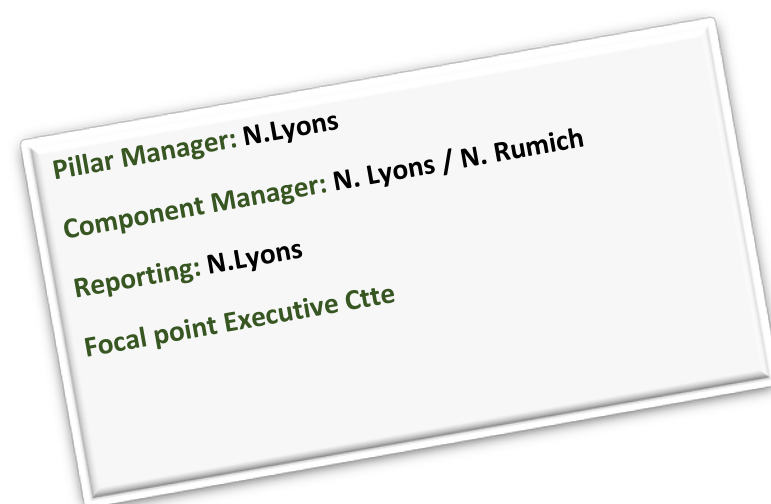 Pillar Manager: N.Lyons
Component Manager: N. Lyons / N. Rumich
Reporting: N.Lyons
Focal point Executive Ctte